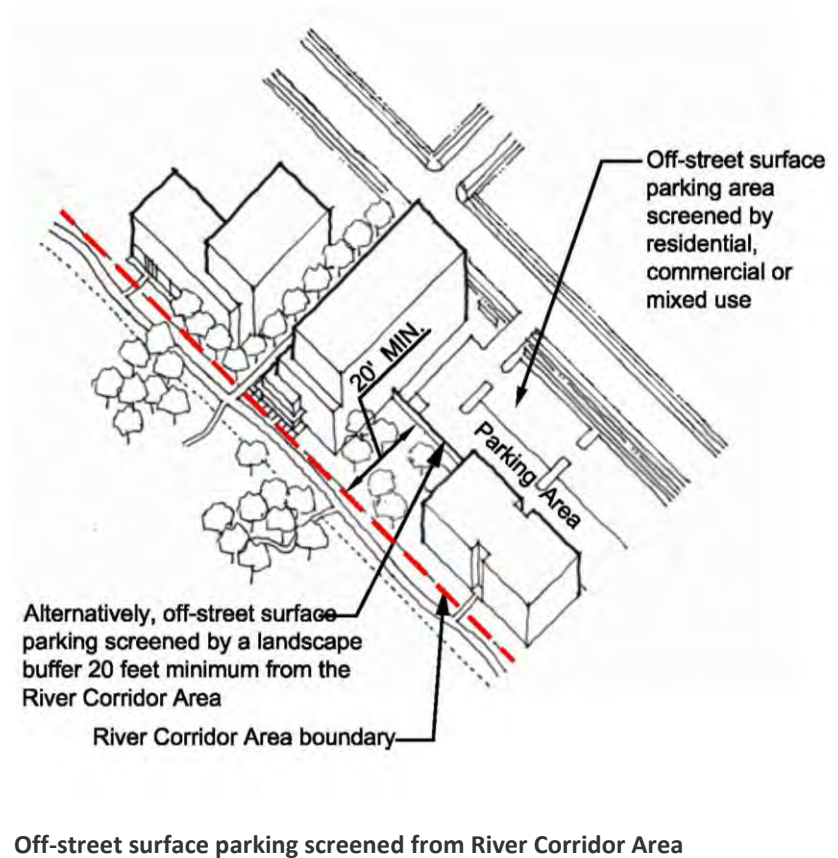 Off-street surface
parking area
screened by
residential,
commercial or
mixed use
20' MIN.
Parking Area
Alternatively, off-street surface
parking screened by a landscape
buffer 20 feet minimum from the
River Corridor Area
River Corridor Area boundary
Off-street surface parking screened from River Corridor Area